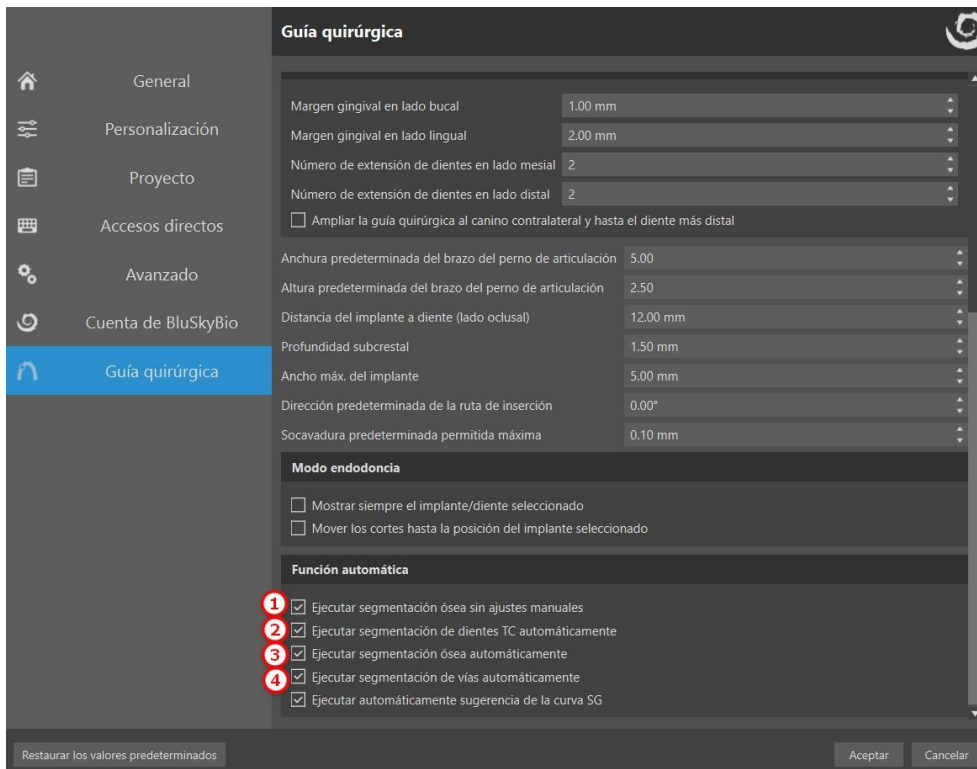 Guía quirúrgica
General
Personalización
Proyecto
Accesos directos
Avanzado
Cuenta de BluSkyBio
Guía quirúrgica
Margen gingival en lado bucal 1.00 mm
Margen gingival en lado lingual 2.00 mm
Número de extensión de dientes en lado mesial 2
Número de extensión de dientes en lado distal 2
Ampliar la guía quirúrgica al canino contralateral y hasta el diente más distal
Anchura predeterminada del brazo del perno de articulación 5.00
Altura predeterminada del brazo del perno de articulación 2.50
Distancia del implante a diente (lado oclusal) 12.00 mm
Profundidad subcrestal 1.50 mm
Ancho máx. del implante 5.00 mm
Dirección predeterminada de la ruta de inserción 0.00°
Socavadura predeterminada permitida máxima 0.10 mm
Modo endodoncia
Mostrar siempre el implante/diente seleccionado
Mover los cortes hasta la posición del implante seleccionado
Función automática
1 Ejecutar segmentación ósea sin ajustes manuales
2 Ejecutar segmentación de dientes TC automáticamente
3 Ejecutar segmentación ósea automáticamente
4 Ejecutar segmentación de vías automáticamente
Ejecutar automáticamente sugerencia de la curva SG
Restaurar los valores predeterminados Aceptar Cancelar